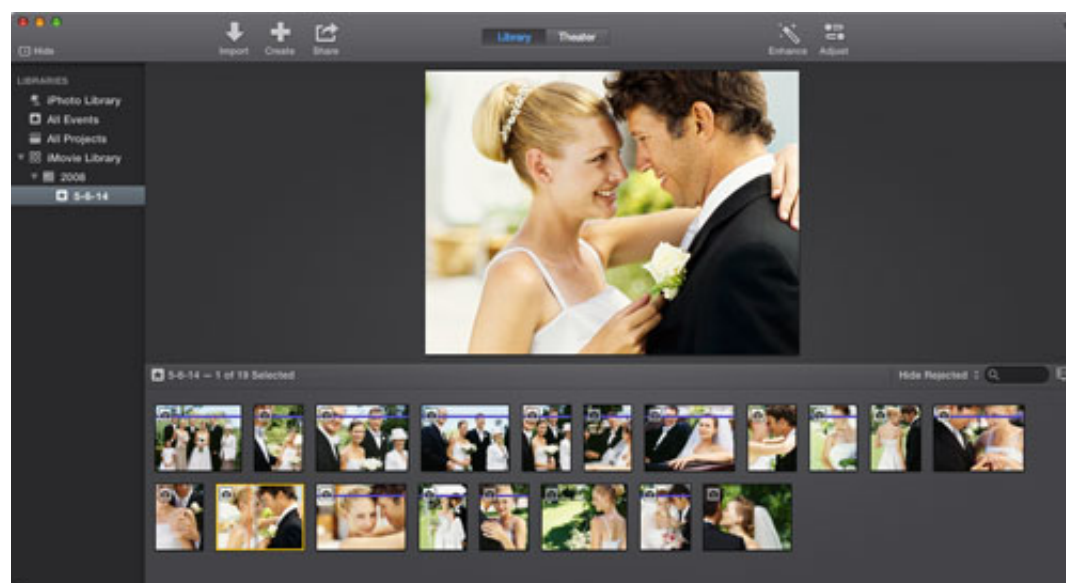 Hide
Import Create Share
Library Theater
Enhance Adjust
LIBRARIES
iPhoto Library
All Events
All Projects
iMovie Library
2008
5-6-14
5-6-14 — 1 of 19 Selected
Hide Rejected